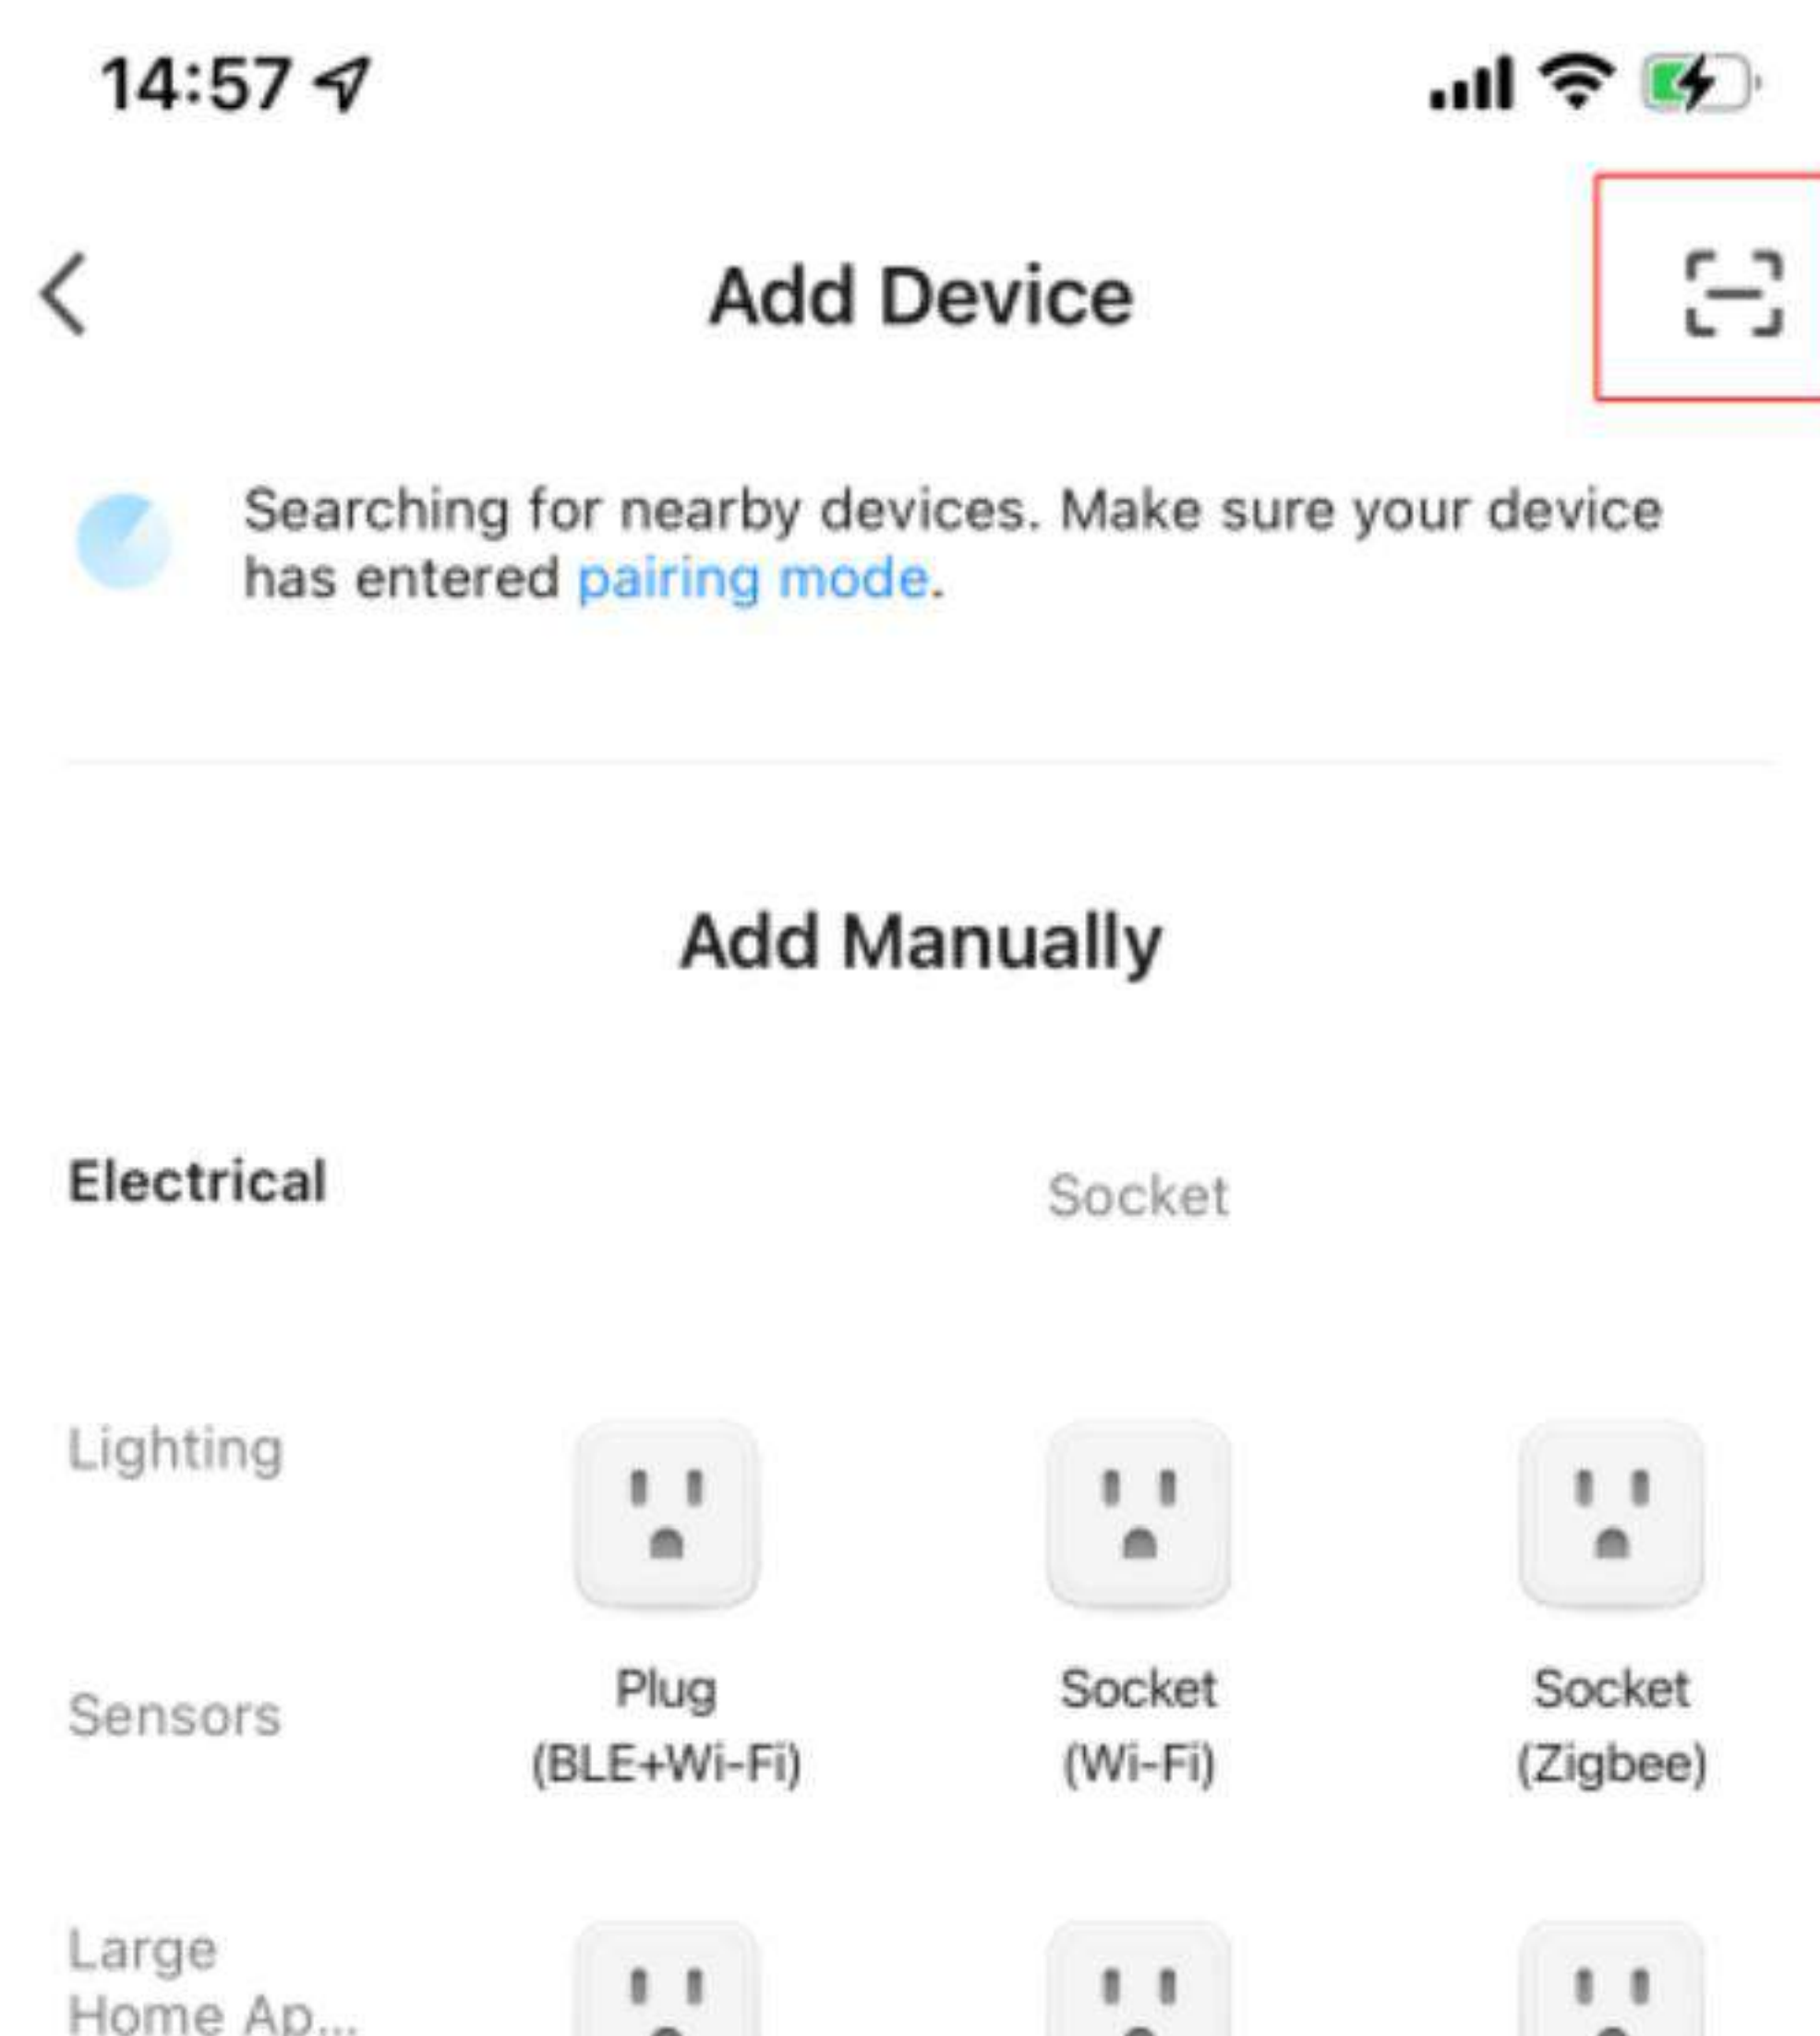 14:57
Add Device
Searching for nearby devices. Make sure your device
has entered pairing mode.
Add Manually
Electrical
Socket
Lighting
Sensors
Plug
(BLE+Wi-Fi)
Socket
(Wi-Fi)
Socket
(Zigbee)
Large
Home Ap...